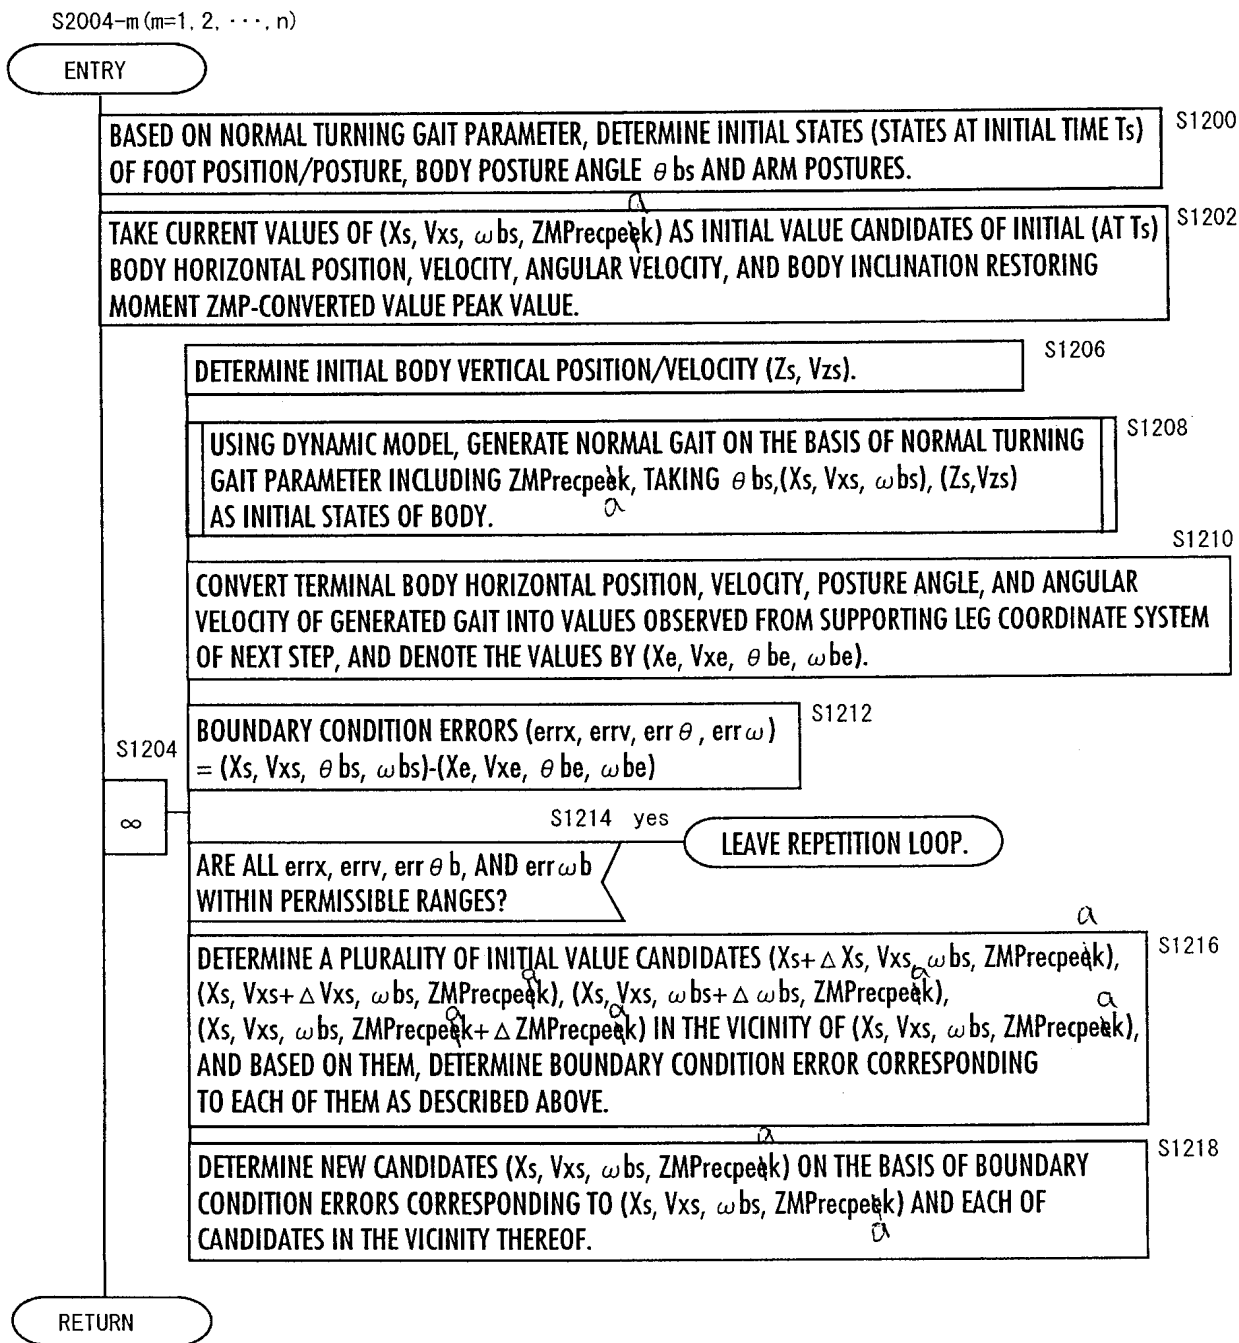 S2004-m(m=1, 2, ···, n)
ENTRY
BASED ON NORMAL TURNING GAIT PARAMETER, DETERMINE INITIAL STATES (STATES AT INITIAL TIME Ts)
OF FOOT POSITION/POSTURE, BODY POSTURE ANGLE θbs AND ARM POSTURES.
S1200
a
TAKE CURRENT VALUES OF (Xs, Vxs, ωbs, ZMPrecpeek) AS INITIAL VALUE CANDIDATES OF INITIAL (AT Ts)
BODY HORIZONTAL POSITION, VELOCITY, ANGULAR VELOCITY, AND BODY INCLINATION RESTORING
MOMENT ZMP-CONVERTED VALUE PEAK VALUE.
S1202
DETERMINE INITIAL BODY VERTICAL POSITION/VELOCITY (Zs, Vzs).
S1206
USING DYNAMIC MODEL, GENERATE NORMAL GAIT ON THE BASIS OF NORMAL TURNING
GAIT PARAMETER INCLUDING ZMPrecpeek, TAKING θbs,(Xs, Vxs, ωbs), (Zs,Vzs)
a
AS INITIAL STATES OF BODY.
S1208
S1210
CONVERT TERMINAL BODY HORIZONTAL POSITION, VELOCITY, POSTURE ANGLE, AND ANGULAR
VELOCITY OF GENERATED GAIT INTO VALUES OBSERVED FROM SUPPORTING LEG COORDINATE SYSTEM
OF NEXT STEP, AND DENOTE THE VALUES BY (Xe, Vxe, θbe, ωbe).
BOUNDARY CONDITION ERRORS (errx, errv, errθ, errω)
= (Xs, Vxs, θbs, ωbs)-(Xe, Vxe, θbe, ωbe)
S1212
S1204
∞
S1214 yes
LEAVE REPETITION LOOP.
ARE ALL errx, errv, errθb, AND errωb
WITHIN PERMISSIBLE RANGES?
a
DETERMINE A PLURALITY OF INITIAL VALUE CANDIDATES (Xs+ΔXs, Vxs, ωbs, ZMPrecpeek),
S1216
a a
(Xs, Vxs+ΔVxs, ωbs, ZMPrecpeek), (Xs, Vxs, ωbs+Δωbs, ZMPrecpeek),
a a a
(Xs, Vxs, ωbs, ZMPrecpeek+ΔZMPrecpeek) IN THE VICINITY OF (Xs, Vxs, ωbs, ZMPrecpeek),
AND BASED ON THEM, DETERMINE BOUNDARY CONDITION ERROR CORRESPONDING
TO EACH OF THEM AS DESCRIBED ABOVE.
a
DETERMINE NEW CANDIDATES (Xs, Vxs, ωbs, ZMPrecpeek) ON THE BASIS OF BOUNDARY
CONDITION ERRORS CORRESPONDING TO (Xs, Vxs, ωbs, ZMPrecpeek) AND EACH OF
a
CANDIDATES IN THE VICINITY THEREOF.
S1218
RETURN